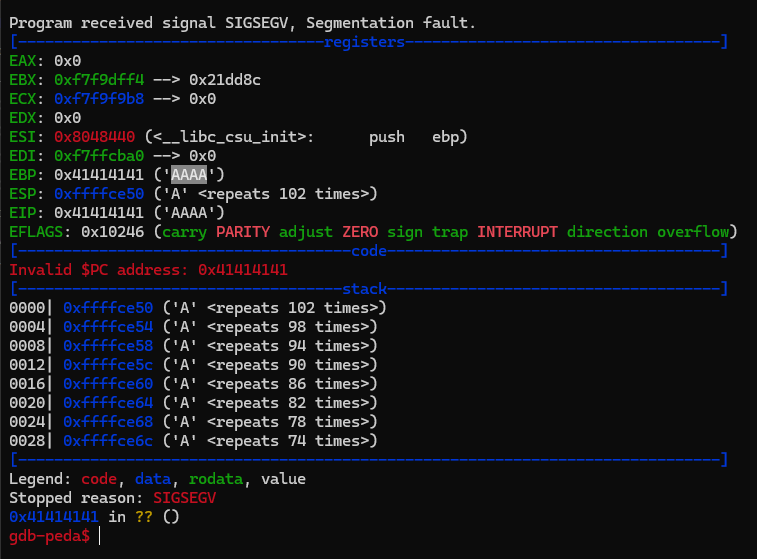 Program received signal SIGSEGV, Segmentation fault.
[----------------------------------registers-----------------------------------]
EAX: 0x0
EBX: 0xf7f9dff4 --> 0x21dd8c
ECX: 0xf7f9f9b8 --> 0x0
EDX: 0x0
ESI: 0x8048440 (<__libc_csu_init>:      push   ebp)
EDI: 0xf7ffcba0 --> 0x0
EBP: 0x41414141 ('AAAA')
ESP: 0xffffce50 ('A' <repeats 102 times>)
EIP: 0x41414141 ('AAAA')
EFLAGS: 0x10246 (carry PARITY adjust ZERO sign trap INTERRUPT direction overflow)
[-------------------------------------code-------------------------------------]
Invalid $PC address: 0x41414141
[------------------------------------stack-------------------------------------]
0000| 0xffffce50 ('A' <repeats 102 times>)
0004| 0xffffce54 ('A' <repeats 98 times>)
0008| 0xffffce58 ('A' <repeats 94 times>)
0012| 0xffffce5c ('A' <repeats 90 times>)
0016| 0xffffce60 ('A' <repeats 86 times>)
0020| 0xffffce64 ('A' <repeats 82 times>)
0024| 0xffffce68 ('A' <repeats 78 times>)
0028| 0xffffce6c ('A' <repeats 74 times>)
[------------------------------------------------------------------------------]
Legend: code, data, rodata, value
Stopped reason: SIGSEGV
0x41414141 in ?? ()
gdb-peda$